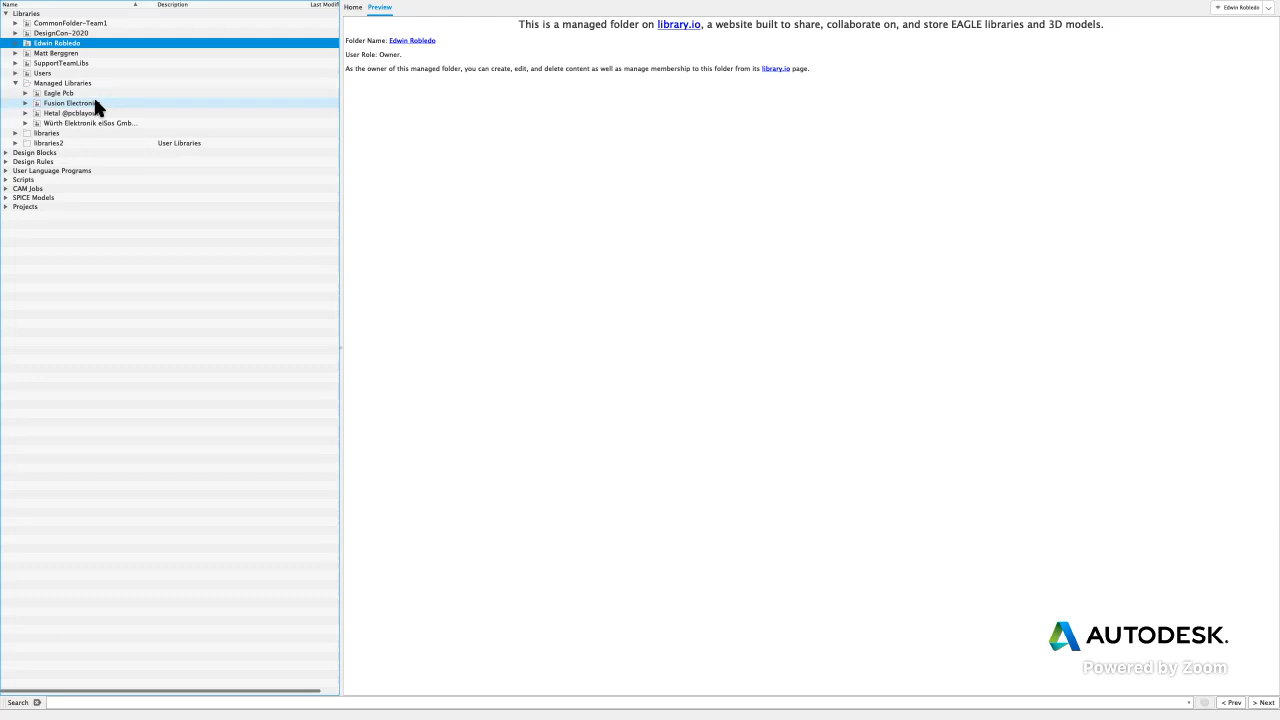 Name Description Last Modif
Libraries
CommonFolder-Team1
DesignCon-2020
Edwin Robledo
Matt Berggren
SupportTeamLibs
Users
Managed Libraries
Eagle Pcb
Fusion Electroni
Hetal @pcblayou
Würth Elektronik eiSos Gmb...
libraries
libraries2 User Libraries
Design Blocks
Design Rules
User Language Programs
Scripts
CAM Jobs
SPICE Models
Projects
Home Preview
Edwin Robledo
This is a managed folder on library.io, a website built to share, collaborate on, and store EAGLE libraries and 3D models.
Folder Name: Edwin Robledo
User Role: Owner.
As the owner of this managed folder, you can create, edit, and delete content as well as manage membership to this folder from its library.io page.
AUTODESK.
Powered by Zoom
Search
< Prev > Next